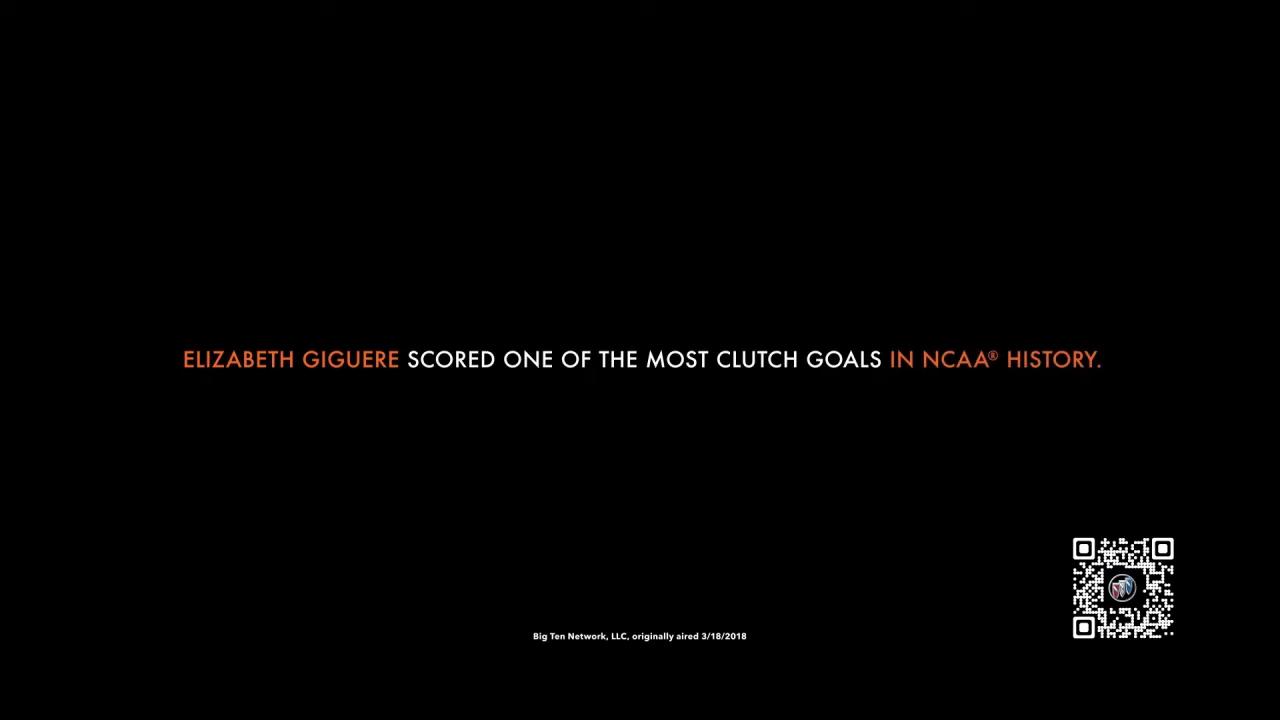 ELIZABETH GIGUERE SCORED ONE OF THE MOST CLUTCH GOALS IN NCAA® HISTORY.
Big Ten Network, LLC, originally aired 3/18/2018